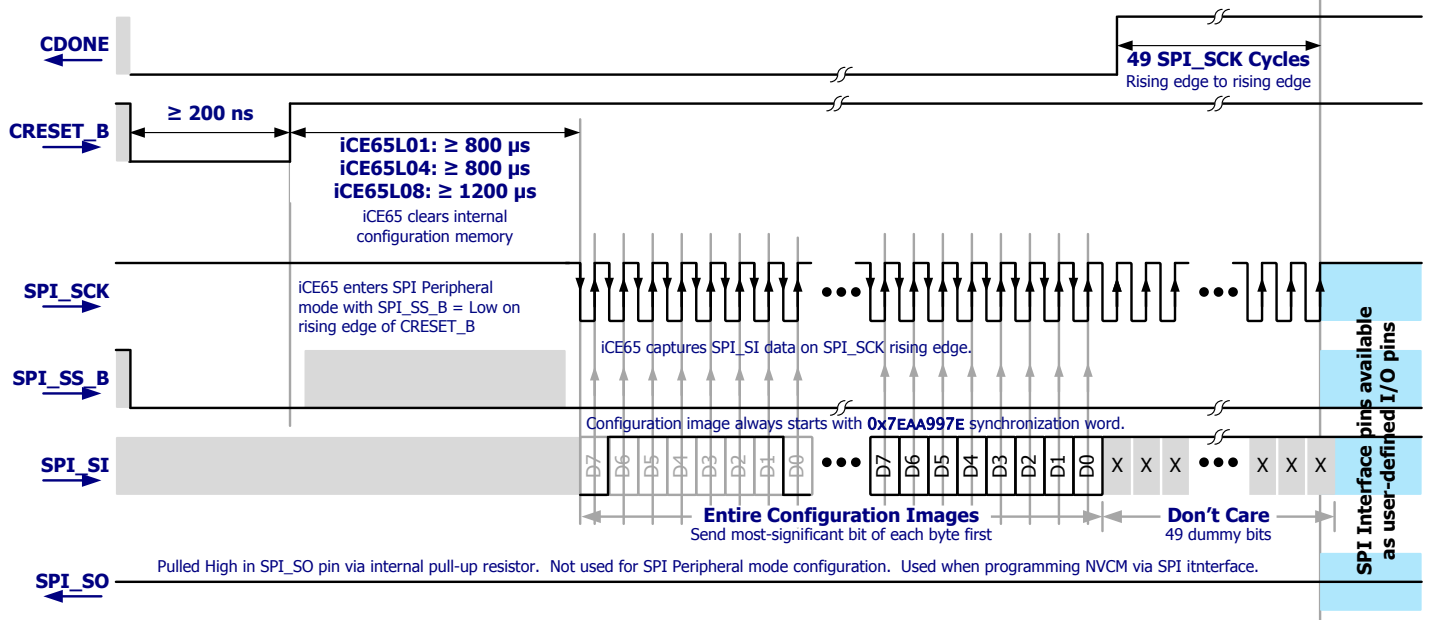 CDONE
49 SPI_SCK Cycles
Rising edge to rising edge
CRESET_B
≥ 200 ns
iCE65L01: ≥ 800 µs
iCE65L04: ≥ 800 µs
iCE65L08: ≥ 1200 µs
iCE65 clears internal
configuration memory
SPI_SCK
iCE65 enters SPI Peripheral
mode with SPI_SS_B = Low on
rising edge of CRESET_B
iCE65 captures SPI_SI data on SPI_SCK rising edge.
SPI_SS_B
Configuration image always starts with 0x7EAA997E synchronization word.
SPI_SI
D7 D6 D5 D4 D3 D2 D1 D0 D7 D6 D5 D4 D3 D2 D1 D0 X X X X X X
Entire Configuration Images
Send most-significant bit of each byte first
Don't Care
49 dummy bits
SPI Interface pins available
as user-defined I/O pins
Pulled High in SPI_SO pin via internal pull-up resistor. Not used for SPI Peripheral mode configuration. Used when programming NVCM via SPI itnterface.
SPI_SO